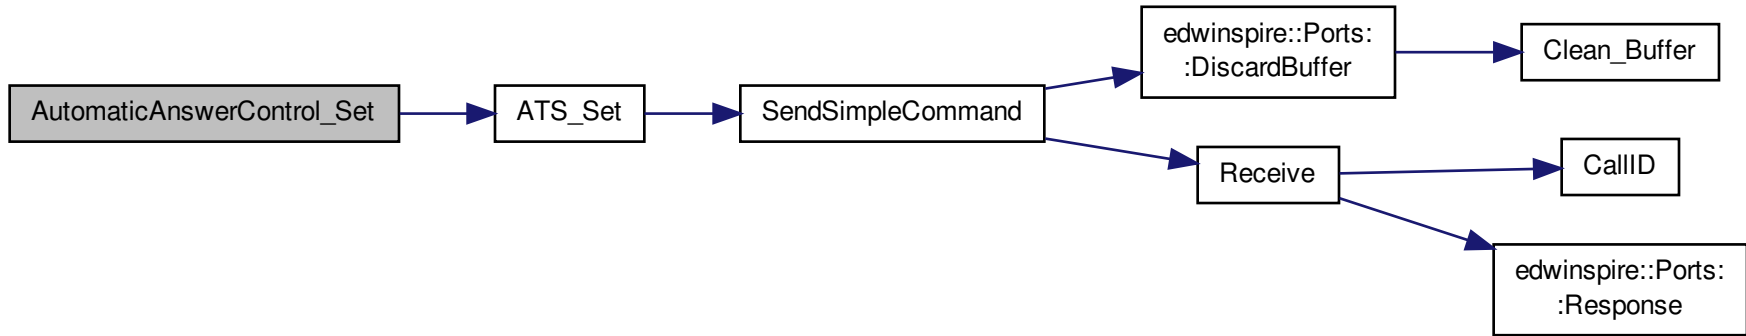 AutomaticAnswerControl_Set
ATS_Set
SendSimpleCommand
edwinspire::Ports:
:DiscardBuffer
Clean_Buffer
Receive
CallID
edwinspire::Ports:
:Response